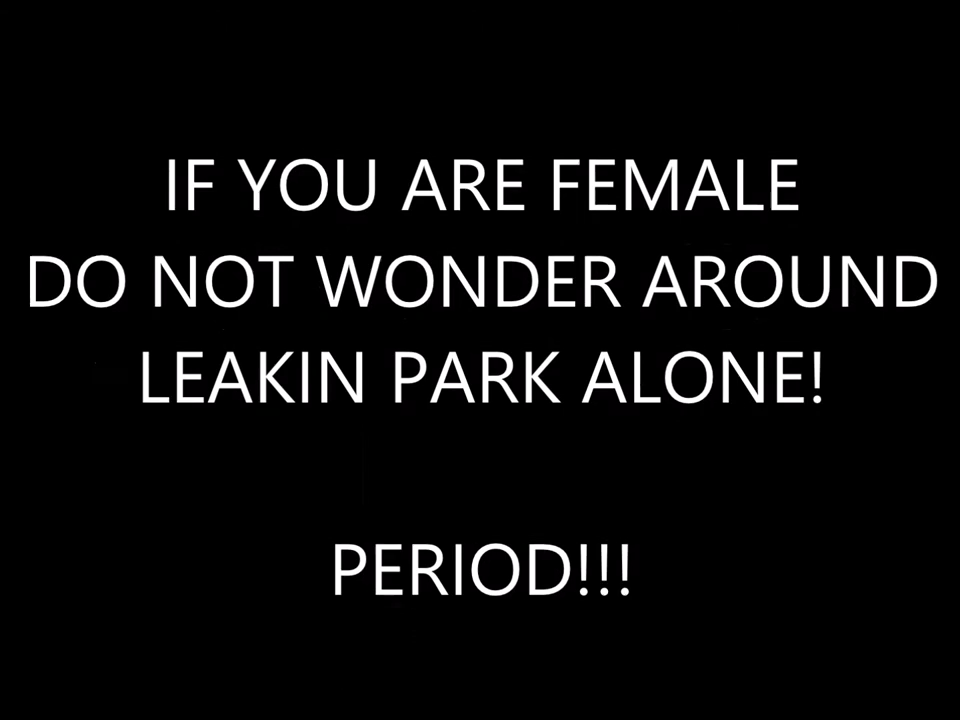 IF YOU ARE FEMALE
DO NOT WONDER AROUND
LEAKIN PARK ALONE!
PERIOD!!!